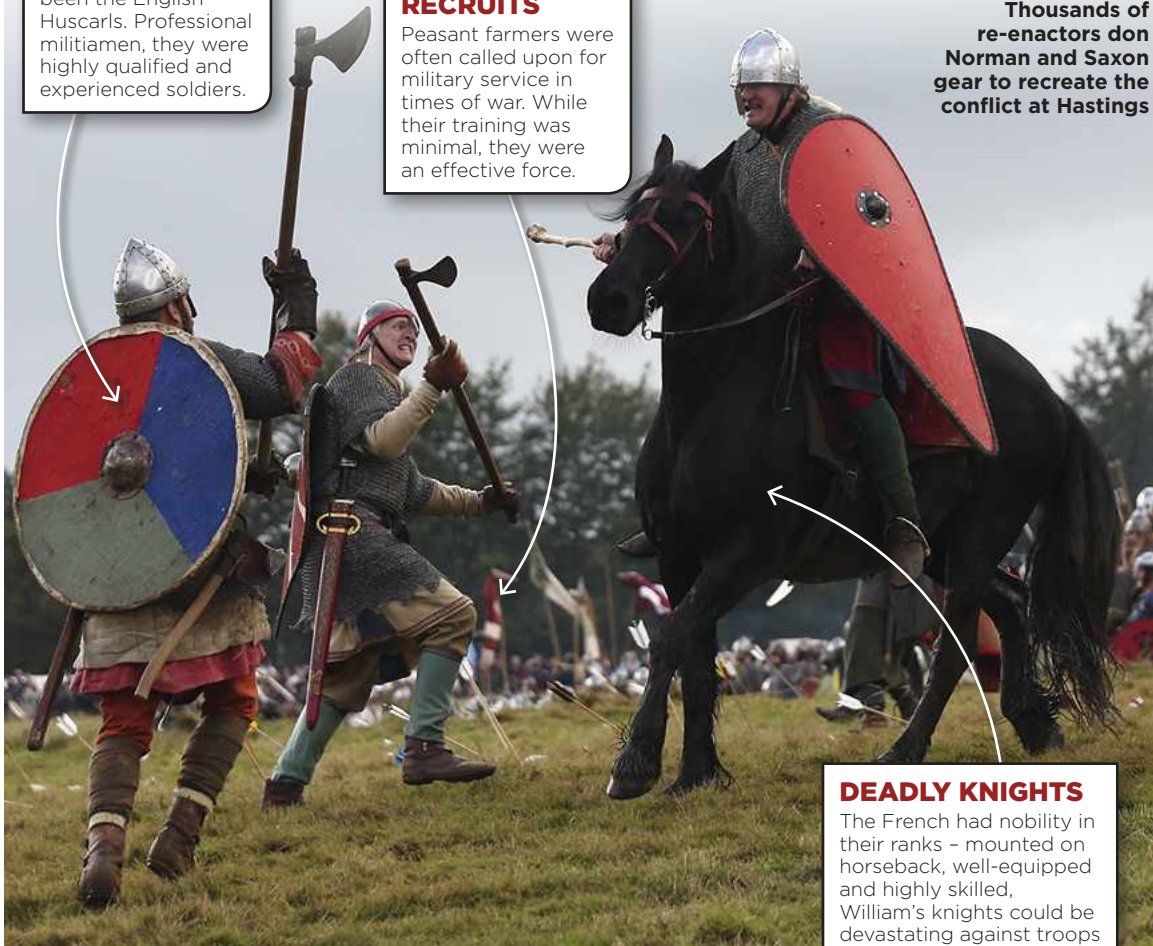 been the English
Huscarls. Professional
militiamen, they were
highly qualified and
experienced soldiers.
RECRUITS
Peasant farmers were
often called upon for
military service in
times of war. While
their training was
minimal, they were
an effective force.
Thousands of
re-enactors don
Norman and Saxon
gear to recreate the
conflict at Hastings
DEADLY KNIGHTS
The French had nobility in
their ranks – mounted on
horseback, well-equipped
and highly skilled,
William's knights could be
devastating against troops